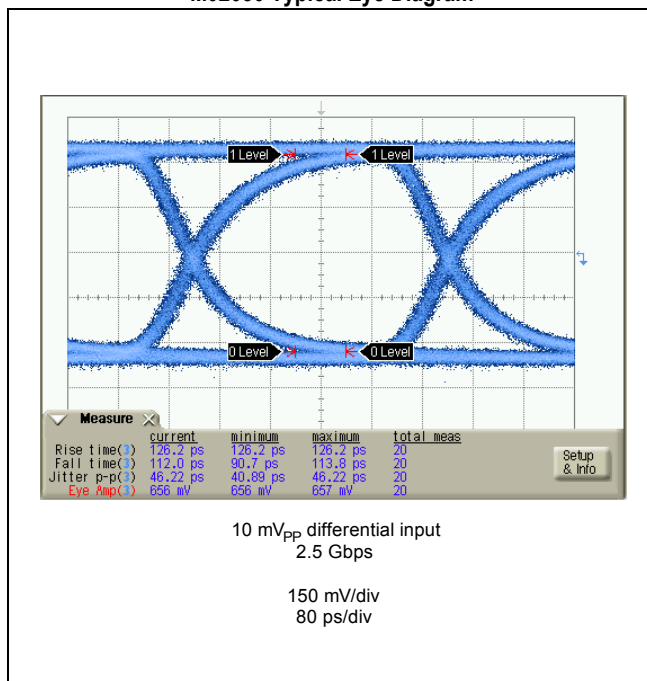 1 Level 1 Level
0 Level 0 Level
Measure
current minimum maximum total meas
Rise time(3) 126.2 ps 126.2 ps 126.2 ps 20
Fall time(3) 112.0 ps 90.7 ps 113.8 ps 20
Jitter p-p(3) 46.22 ps 40.89 ps 46.22 ps 20
Eye Amp(3) 656 mV 656 mV 657 mV 20
Setup
& Info
10 mVPP differential input
2.5 Gbps
150 mV/div
80 ps/div